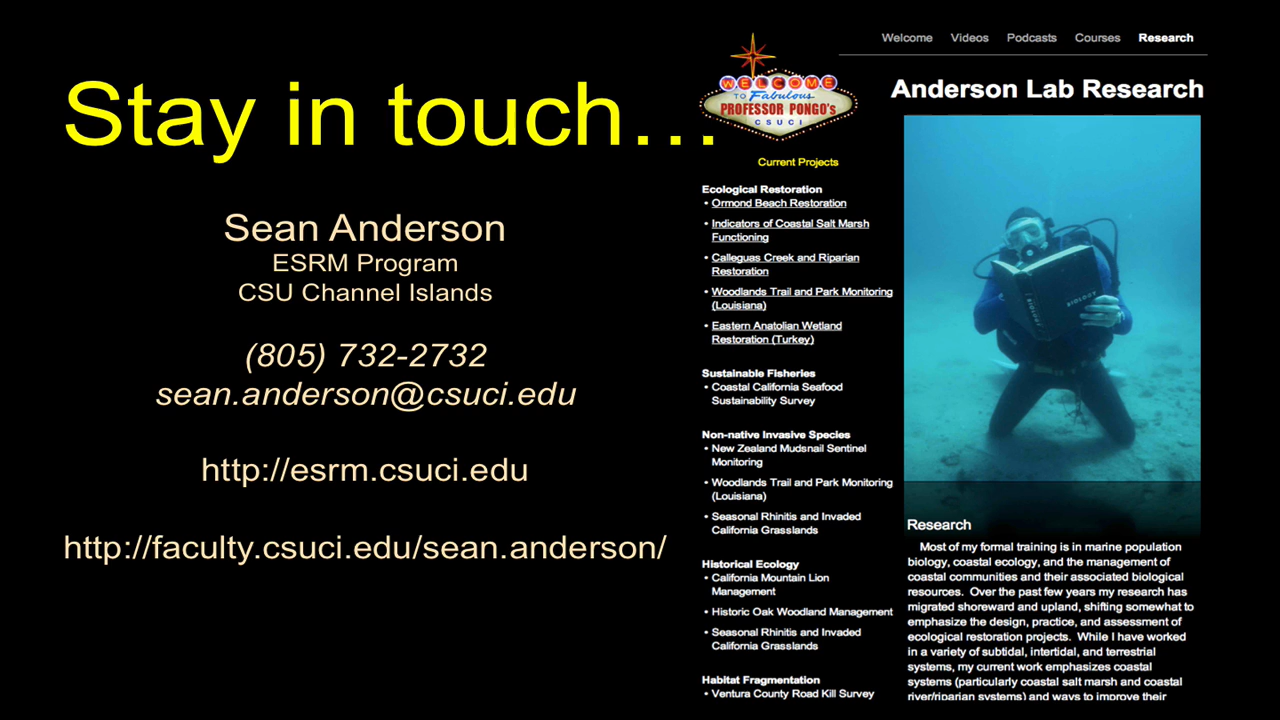 Stay in touch…
Sean Anderson
ESRM Program
CSU Channel Islands
(805) 732-2732
sean.anderson@csuci.edu
http://esrm.csuci.edu
http://faculty.csuci.edu/sean.anderson/
Welcome Videos Podcasts Courses Research
WELCOME
TO Fabulous
PROFESSOR PONGO's
CSUCI
Current Projects
Ecological Restoration
• Ormond Beach Restoration
• Indicators of Coastal Salt Marsh
Functioning
• Calleguas Creek and Riparian
Restoration
• Woodlands Trail and Park Monitoring
(Louisiana)
• Eastern Anatolian Wetland
Restoration (Turkey)
Sustainable Fisheries
• Coastal California Seafood
Sustainability Survey
Non-native Invasive Species
• New Zealand Mudsnail Sentinel
Monitoring
• Woodlands Trail and Park Monitoring
(Louisiana)
• Seasonal Rhinitis and Invaded
California Grasslands
Historical Ecology
• California Mountain Lion
Management
• Historic Oak Woodland Management
• Seasonal Rhinitis and Invaded
California Grasslands
Habitat Fragmentation
• Ventura County Road Kill Survey
Anderson Lab Research
BIOLOGY
BIOLOGY
Research
Most of my formal training is in marine population
biology, coastal ecology, and the management of
coastal communities and their associated biological
resources. Over the past few years my research has
migrated shoreward and upland, shifting somewhat to
emphasize the design, practice, and assessment of
ecological restoration projects. While I have worked
in a variety of subtidal, intertidal, and terrestrial
systems, my current work emphasizes coastal
systems (particularly coastal salt marsh and coastal
river/riparian systems) and ways to improve their